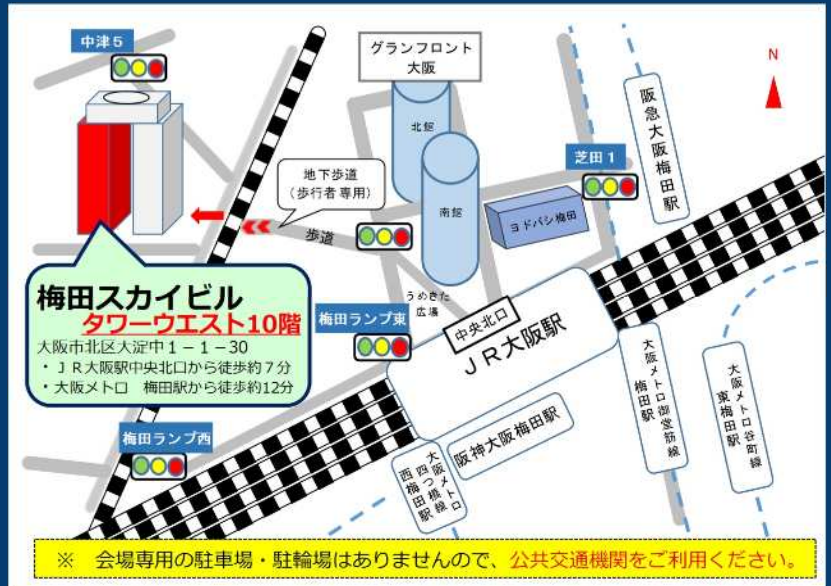 中津5
グランフロント
大阪
N
北館
阪急大阪梅田駅
芝田1
地下歩道
(歩行者専用)
南館
ヨドバシ梅田
歩道
梅田スカイビル
タワーウエスト10階
大阪市北区大淀中1-1-30
・JR大阪駅中央北口から徒歩約7分
・大阪メトロ 梅田駅から徒歩約12分
うめきた
広場
梅田ランプ東
中央北口
JR大阪駅
大阪メトロ御堂筋線
梅田駅
大阪メトロ谷町線
東梅田駅
阪神大阪梅田駅
大阪メトロ
四つ橋線
西梅田駅
梅田ランプ西
※ 会場専用の駐車場・駐輪場はありませんので、公共交通機関をご利用ください。